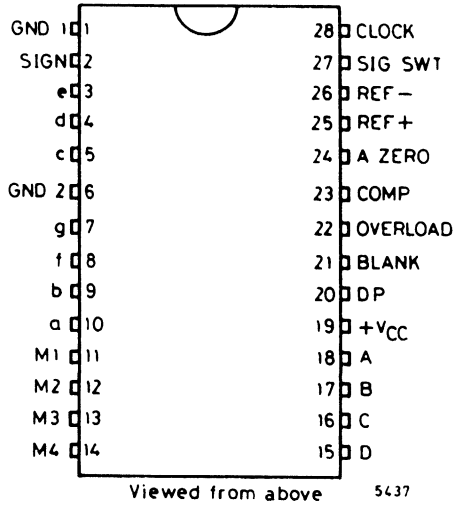 GND 1 1 28 CLOCK
SIGN 2 27 SIG SWT
e 3 26 REF-
d 4 25 REF+
c 5 24 A ZERO
GND 2 6 23 COMP
g 7 22 OVERLOAD
f 8 21 BLANK
b 9 20 DP
a 10 19 +VCC
M1 11 18 A
M2 12 17 B
M3 13 16 C
M4 14 15 D
Viewed from above 5437